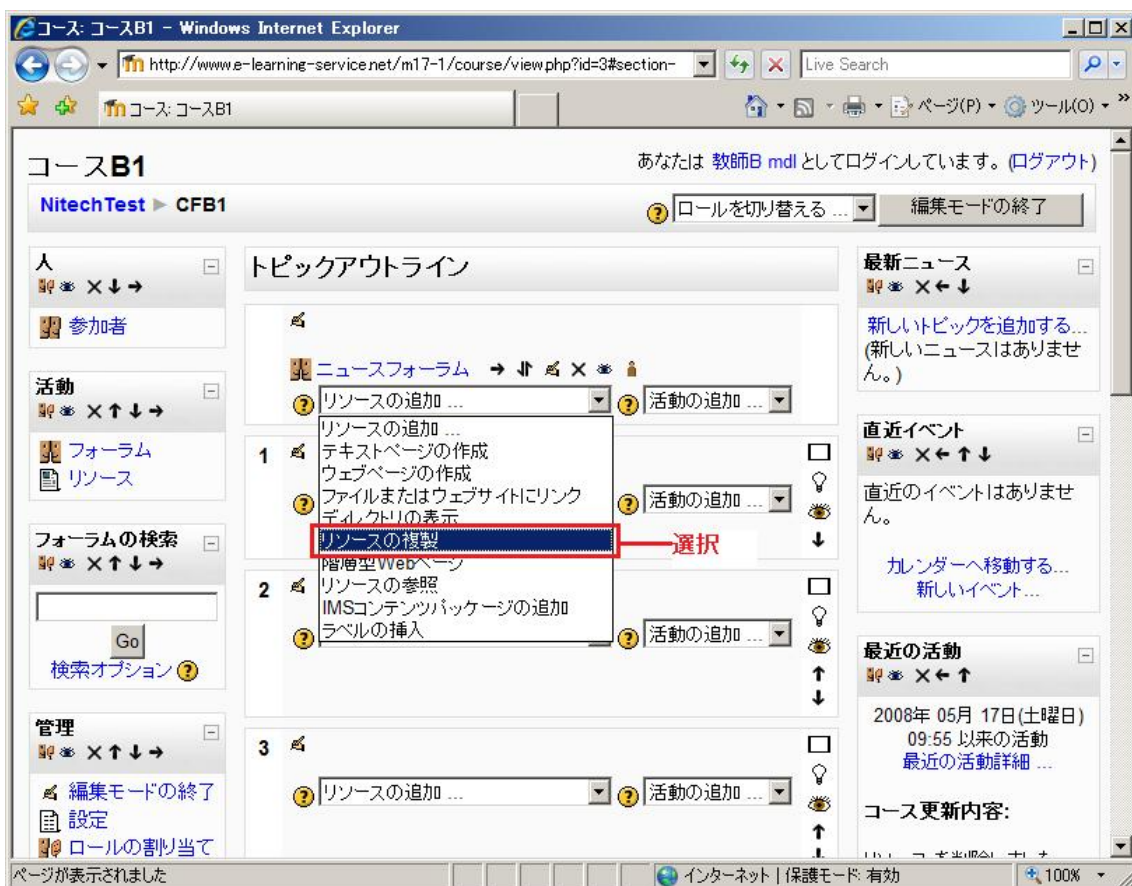 コース: コースB1 - Windows Internet Explorer
http://www.e-learning-service.net/m17-1/course/view.php?id=3#section-
Live Search
コース: コースB1
ページ(P)
ツール(O)
コースB1
あなたは 教師B mdl としてログインしています。(ログアウト)
NitechTest ► CFB1
ロールを切り替える ...
編集モードの終了
人
参加者
活動
フォーラム
リソース
フォーラムの検索
Go
検索オプション
管理
編集モードの終了
設定
ロールの割り当て
トピックアウトライン
ニュースフォーラム
リソースの追加 ...
活動の追加 ...
リソースの追加 ...
テキストページの作成
ウェブページの作成
ファイルまたはウェブサイトにリンク
ディレクトリの表示
リソースの複製
選択
階層型Webページ
リソースの参照
IMSコンテンツパッケージの追加
ラベルの挿入
1
活動の追加 ...
2
活動の追加 ...
3
リソースの追加 ...
活動の追加 ...
最新ニュース
新しいトピックを追加する...
(新しいニュースはありませ
ん。)
直近イベント
直近のイベントはありませ
ん。
カレンダーへ移動する...
新しいイベント...
最近の活動
2008年 05月 17日(土曜日)
09:55 以来の活動
最近の活動詳細 ...
コース更新内容:
ページが表示されました
インターネット | 保護モード: 有効
100%